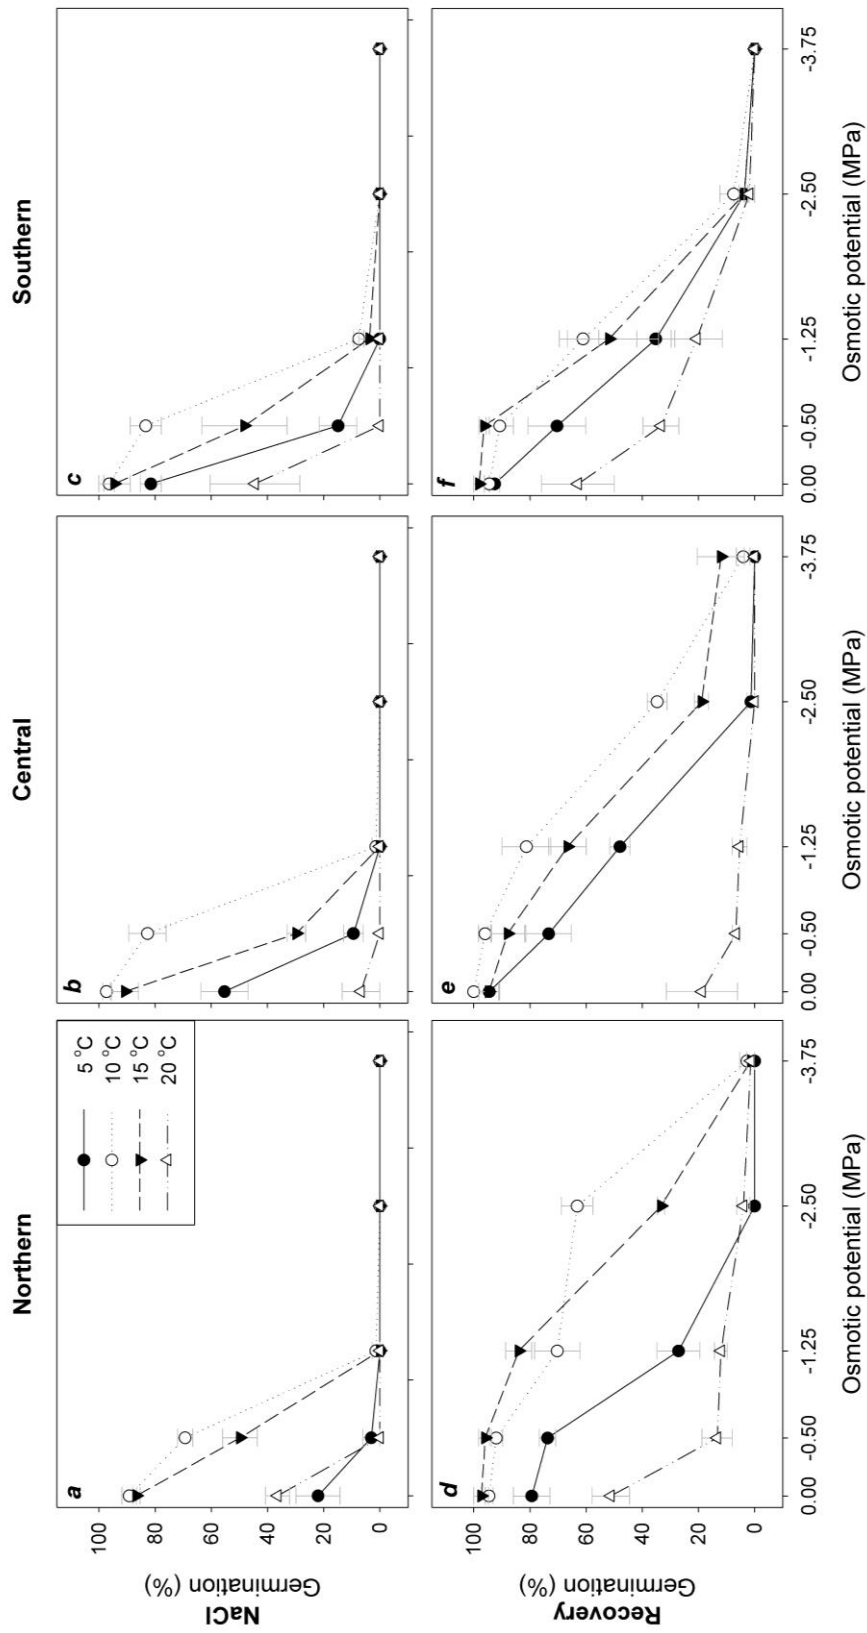 Northern
Central
Southern
a
5 °C
10 °C
15 °C
20 °C
b
c
NaCl
Germination (%)
100
80
60
40
20
0
d
e
f
Recovery
Germination (%)
100
80
60
40
20
0
0.00 -0.50 -1.25 -2.50 -3.75
0.00 -0.50 -1.25 -2.50 -3.75
0.00 -0.50 -1.25 -2.50 -3.75
Osmotic potential (MPa)
Osmotic potential (MPa)
Osmotic potential (MPa)